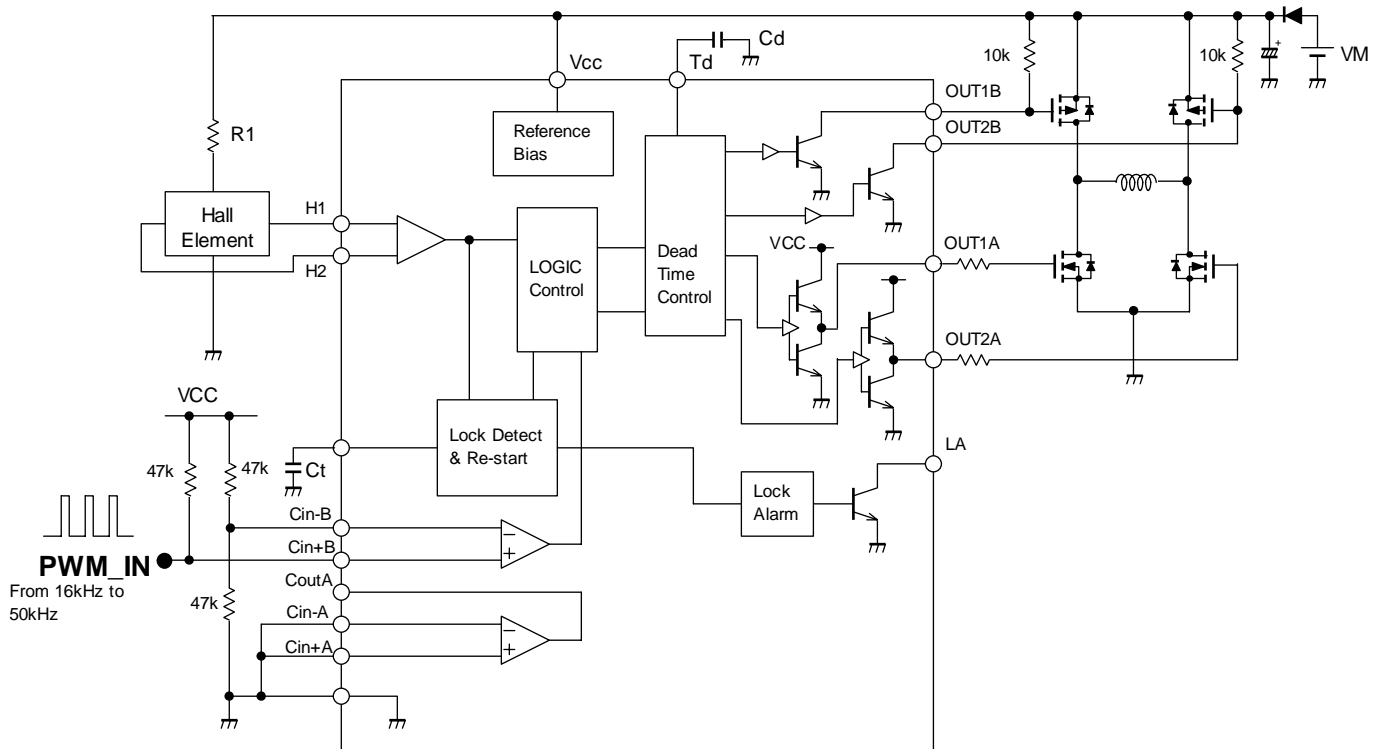 Cd
Vcc
Td
10k
10k
VM
OUT1B
OUT2B
R1
Reference
Bias
Hall
Element
H1
H2
LOGIC
Control
Dead
Time
Control
VCC
OUT1A
OUT2A
VCC
47k
47k
Ct
Lock Detect
& Re-start
LA
Lock
Alarm
Cin-B
−
Cin+B
+
PWM_IN
From 16kHz to
50kHz
CoutA
47k
Cin-A
−
Cin+A
+
+